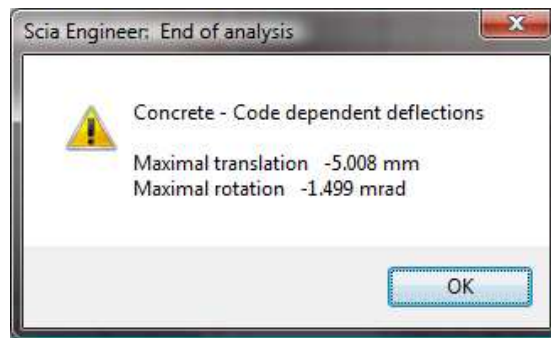 Scia Engineer: End of analysis
Concrete - Code dependent deflections
Maximal translation -5.008 mm
Maximal rotation -1.499 mrad
OK